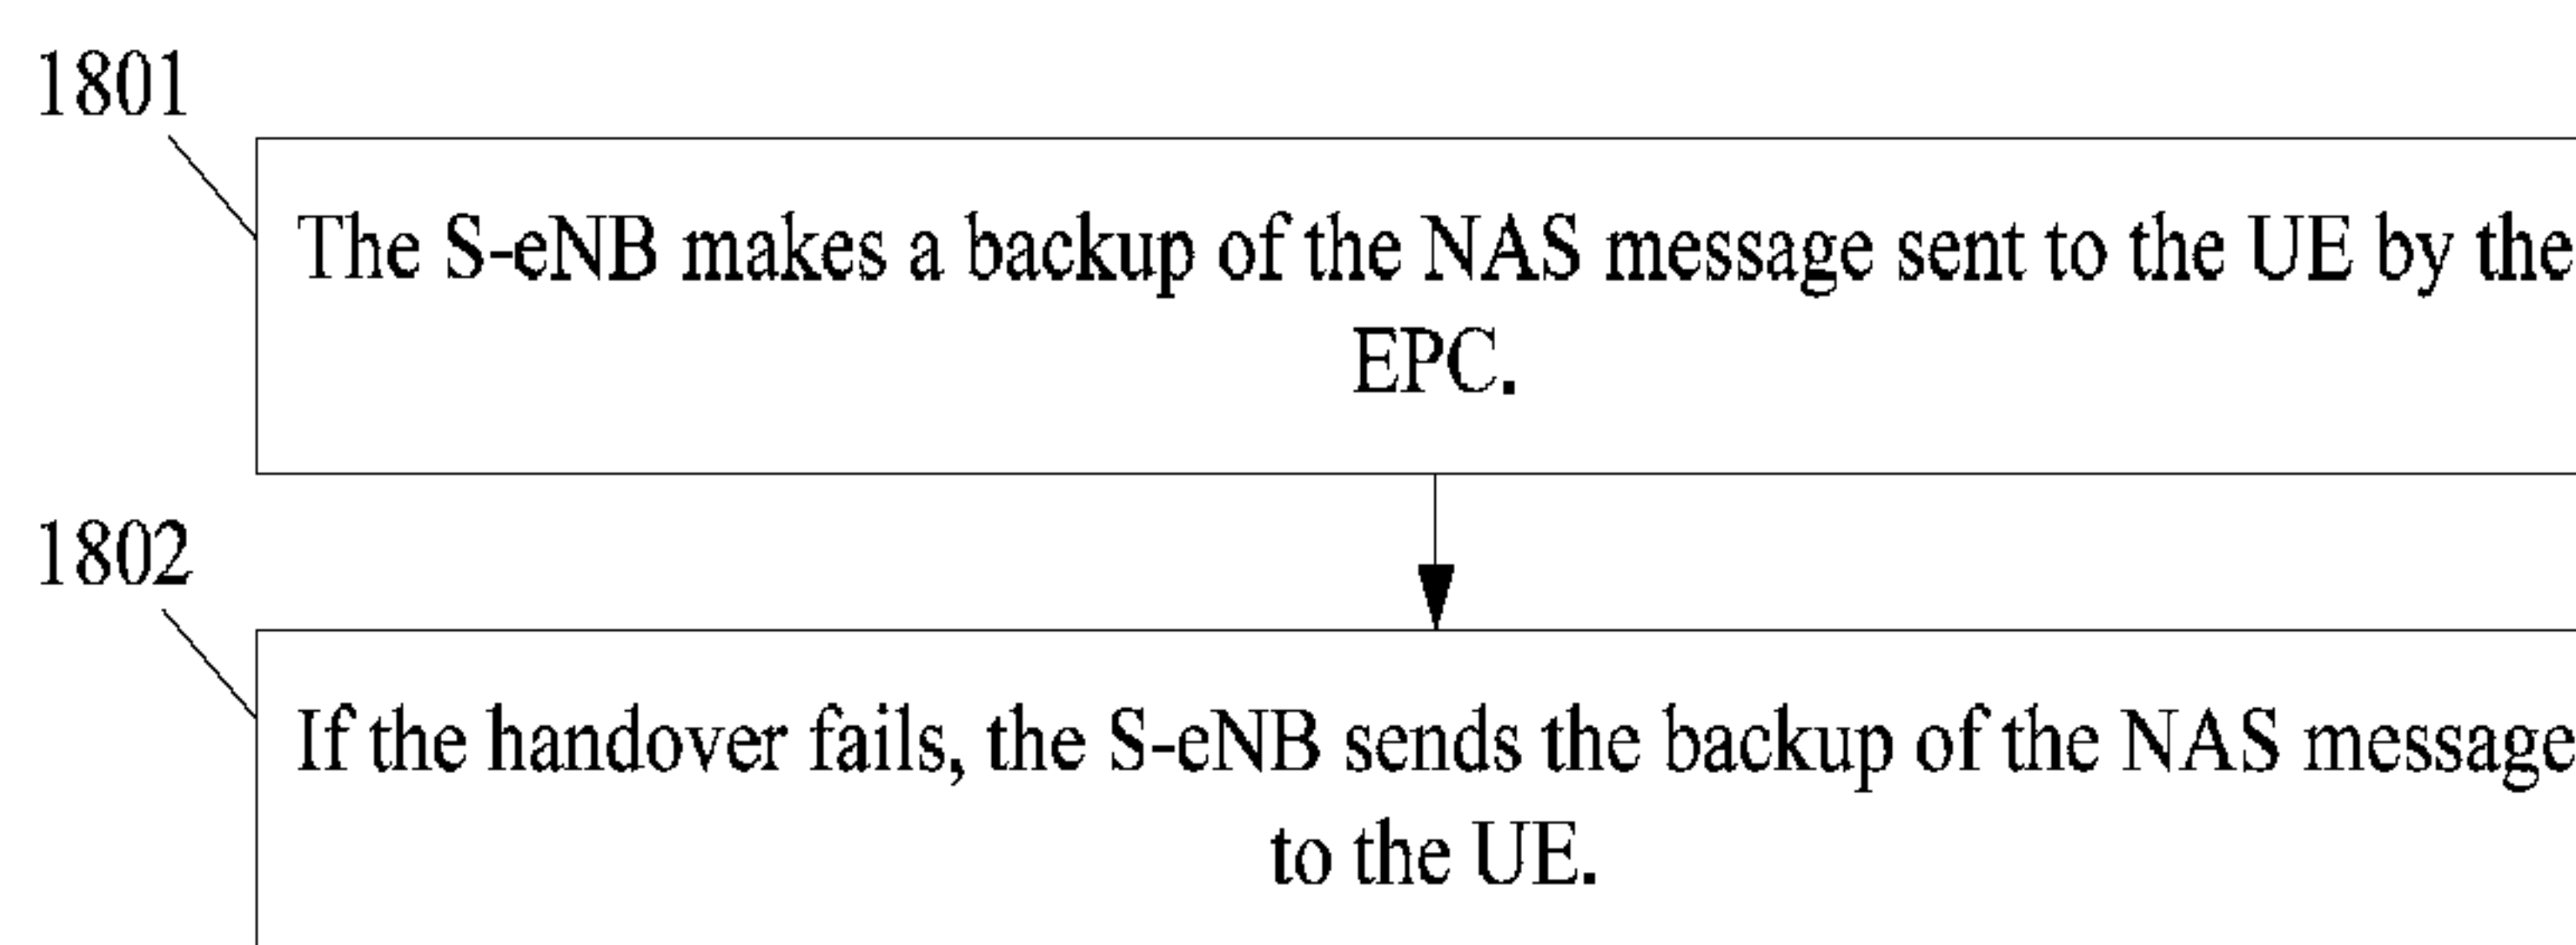 1801
The S-eNB makes a backup of the NAS message sent to the UE by the
EPC.
1802
If the handover fails, the S-eNB sends the backup of the NAS message
to the UE.